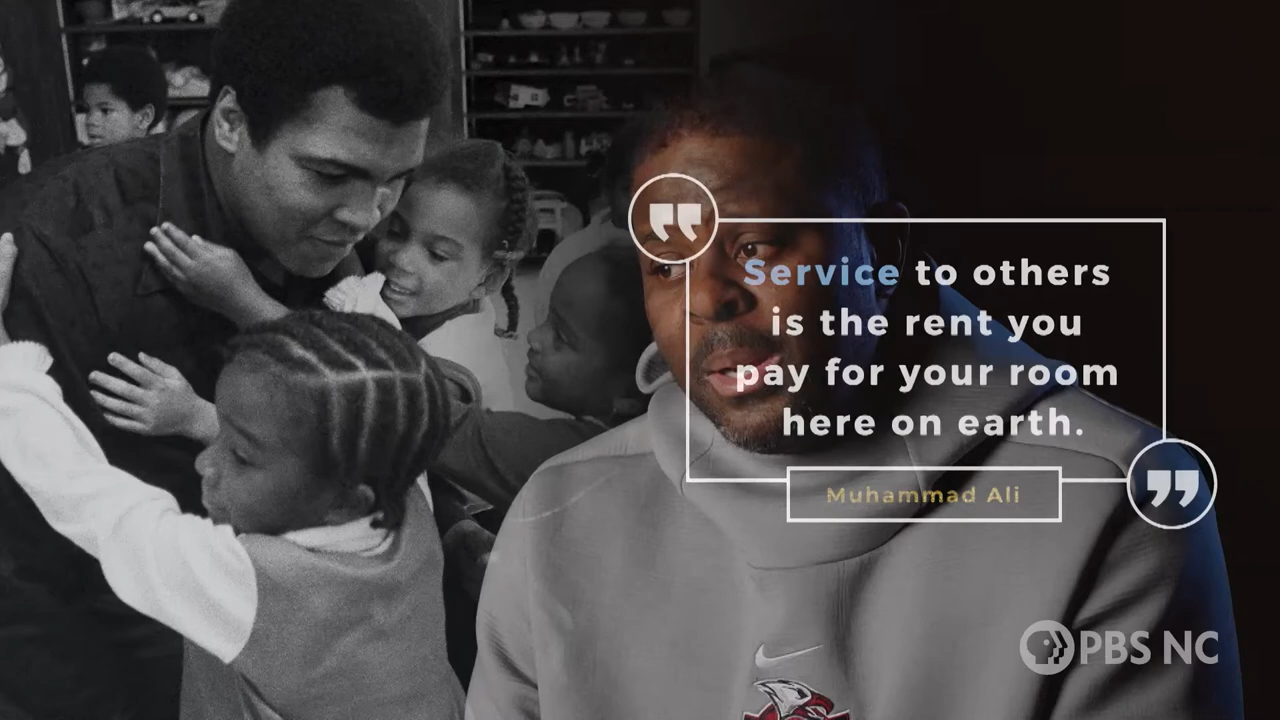 Service to others
is the rent you
pay for your room
here on earth.
Muhammad Ali
PBS NC